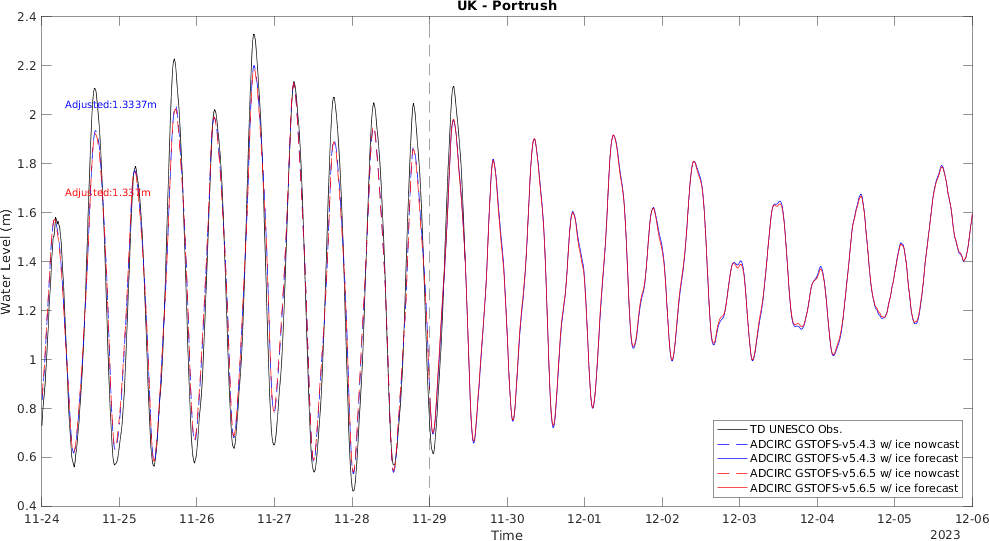 UK - Portrush
2.4
2.2
2
1.8
1.6
1.4
1.2
1
0.8
0.6
0.4
Water Level (m)
Adjusted:1.3337m
Adjusted:1.337m
TD UNESCO Obs.
ADCIRC GSTOFS-v5.4.3 w/ ice nowcast
ADCIRC GSTOFS-v5.4.3 w/ ice forecast
ADCIRC GSTOFS-v5.6.5 w/ ice nowcast
ADCIRC GSTOFS-v5.6.5 w/ ice forecast
11-24 11-25 11-26 11-27 11-28 11-29 11-30 12-01 12-02 12-03 12-04 12-05 12-06
Time
2023